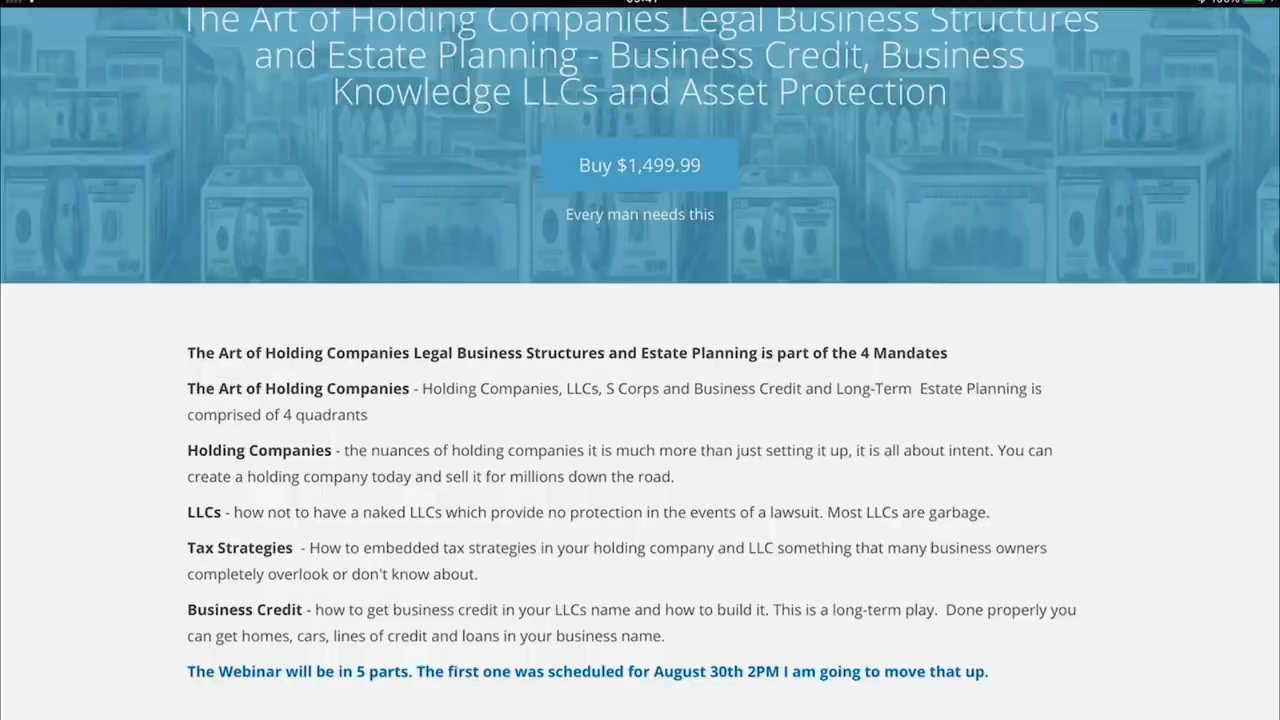 The Art of Holding Companies Legal Business Structures
and Estate Planning - Business Credit, Business
Knowledge LLCs and Asset Protection
Buy $1,499.99
Every man needs this
The Art of Holding Companies Legal Business Structures and Estate Planning is part of the 4 Mandates
The Art of Holding Companies - Holding Companies, LLCs, S Corps and Business Credit and Long-Term Estate Planning is
comprised of 4 quadrants
Holding Companies - the nuances of holding companies it is much more than just setting it up, it is all about intent. You can
create a holding company today and sell it for millions down the road.
LLCs - how not to have a naked LLCs which provide no protection in the events of a lawsuit. Most LLCs are garbage.
Tax Strategies - How to embedded tax strategies in your holding company and LLC something that many business owners
completely overlook or don't know about.
Business Credit - how to get business credit in your LLCs name and how to build it. This is a long-term play. Done properly you
can get homes, cars, lines of credit and loans in your business name.
The Webinar will be in 5 parts. The first one was scheduled for August 30th 2PM I am going to move that up.